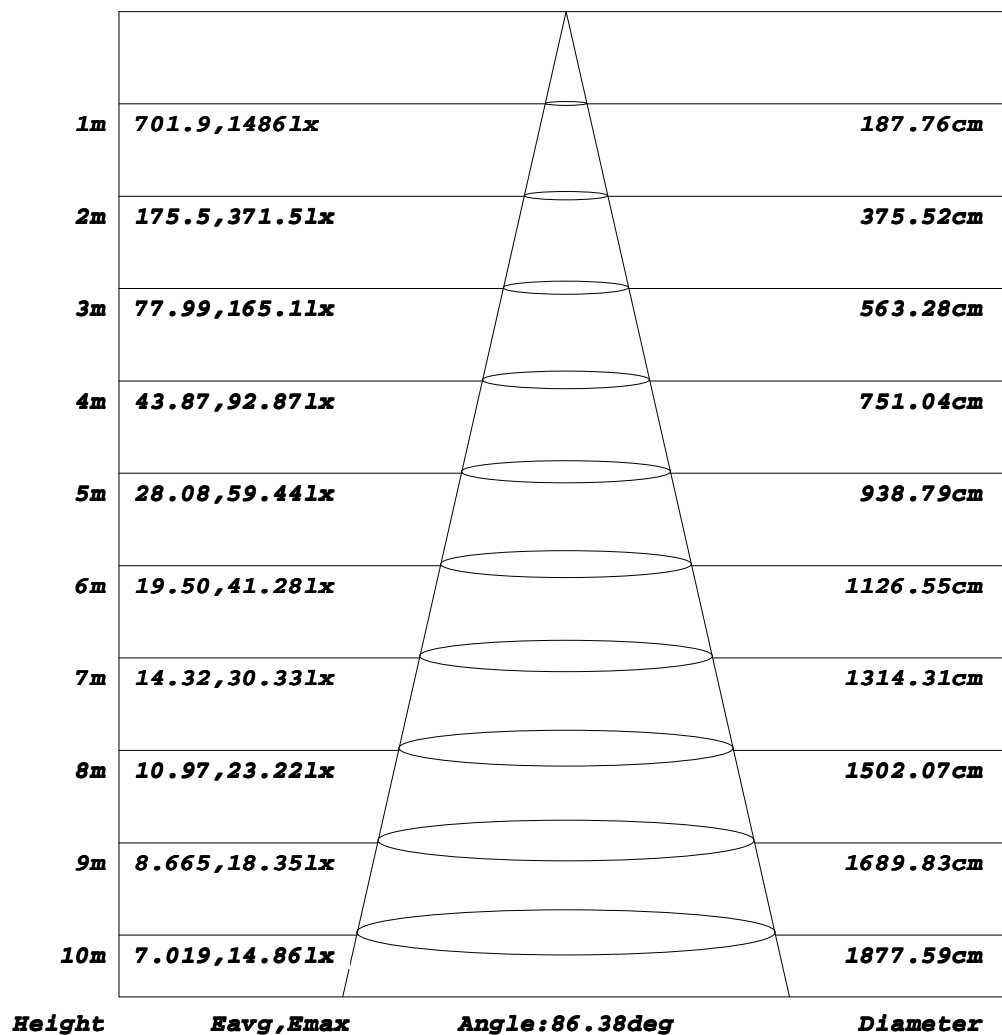 1m 701.9,1486lx 187.76cm
2m 175.5,371.5lx 375.52cm
3m 77.99,165.1lx 563.28cm
4m 43.87,92.87lx 751.04cm
5m 28.08,59.44lx 938.79cm
6m 19.50,41.28lx 1126.55cm
7m 14.32,30.33lx 1314.31cm
8m 10.97,23.22lx 1502.07cm
9m 8.665,18.35lx 1689.83cm
10m 7.019,14.86lx 1877.59cm
Height Eavg,Emax Angle:86.38deg Diameter